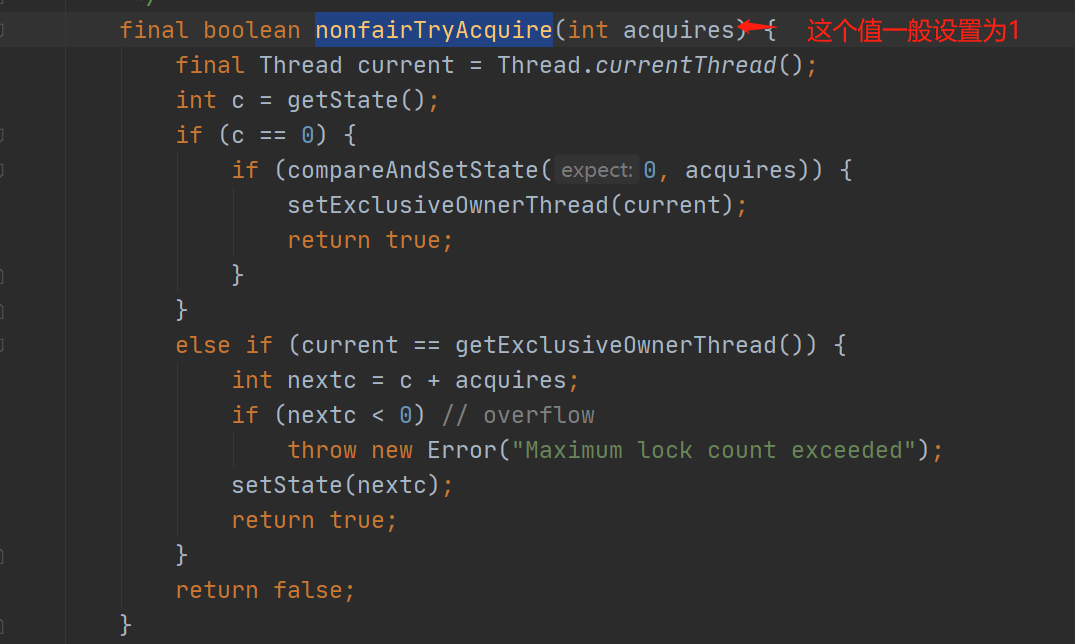 */
final boolean nonfairTryAcquire(int acquires) { 这个值一般设置为1
final Thread current = Thread.currentThread();
int c = getState();
if (c == 0) {
if (compareAndSetState( expect: 0, acquires)) {
setExclusiveOwnerThread(current);
return true;
}
}
else if (current == getExclusiveOwnerThread()) {
int nextc = c + acquires;
if (nextc < 0) // overflow
throw new Error("Maximum lock count exceeded");
setState(nextc);
return true;
}
return false;
}